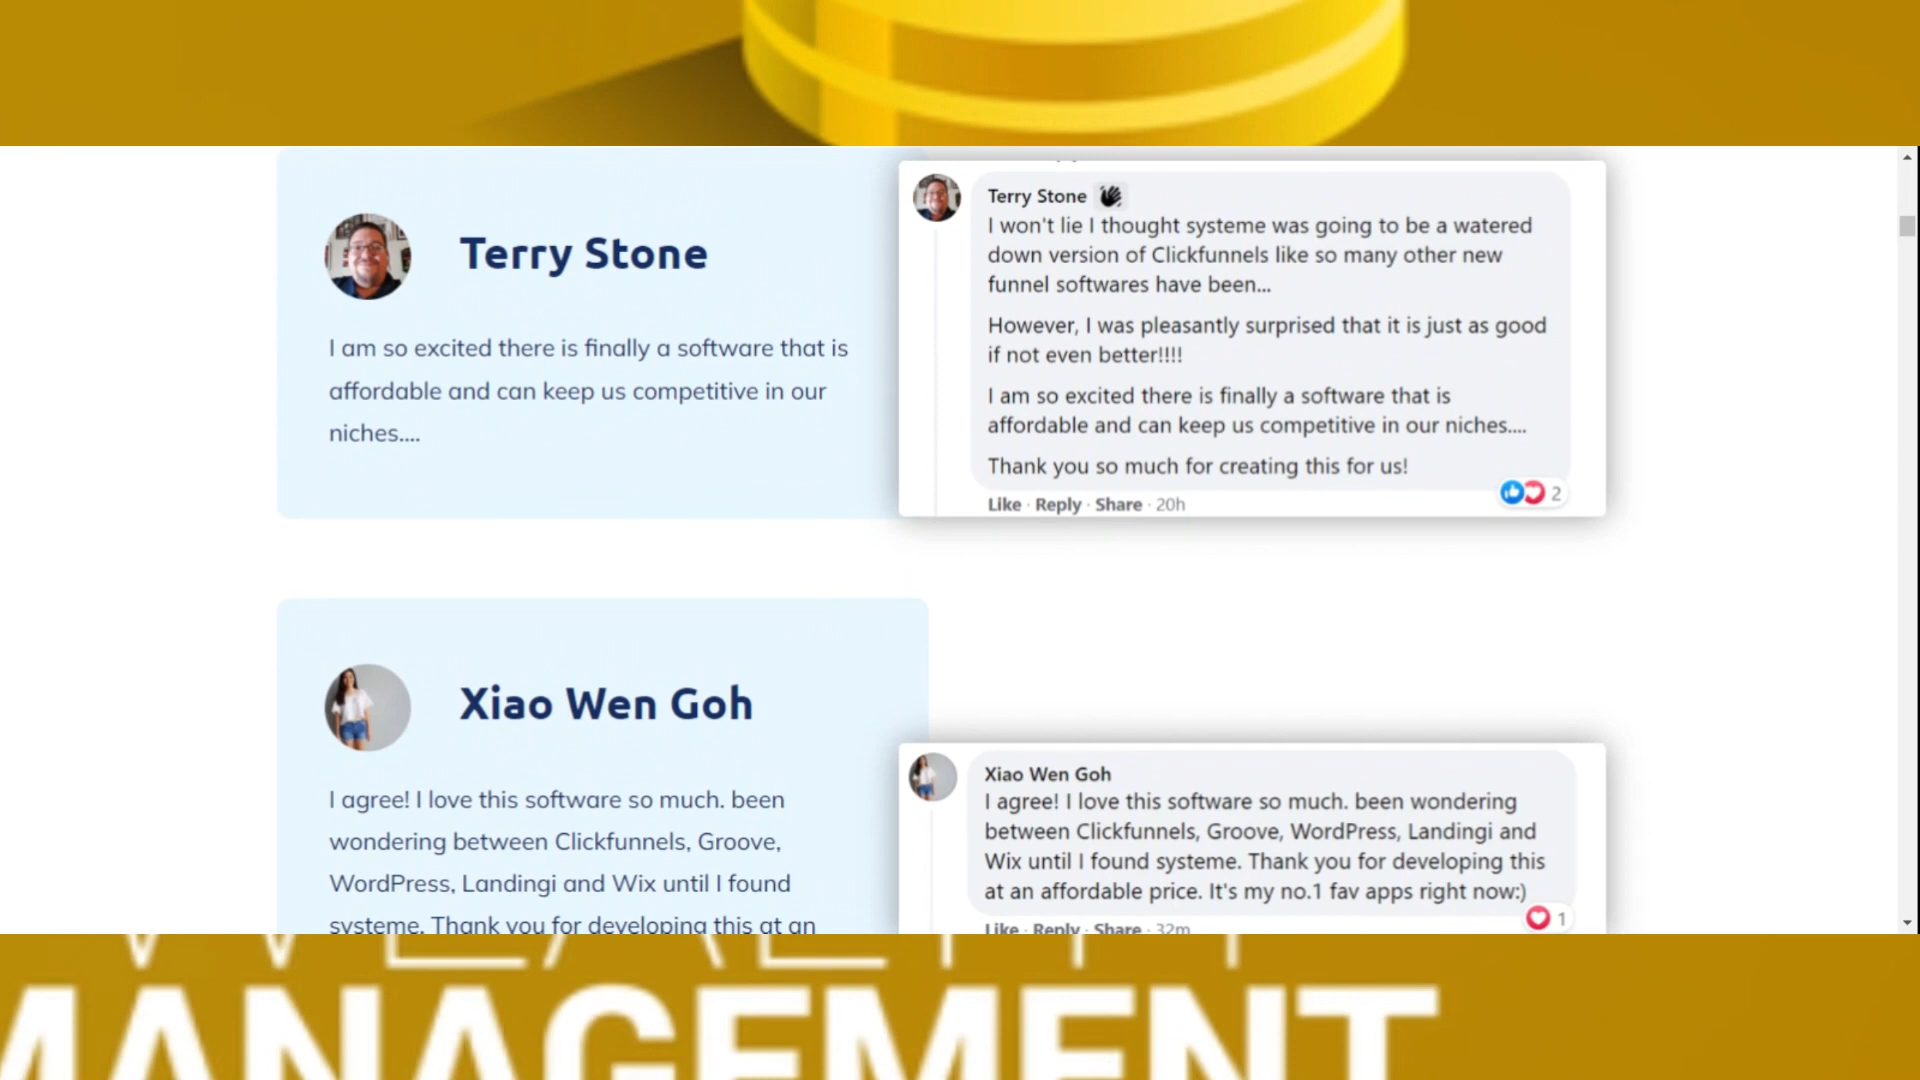 Terry Stone
I am so excited there is finally a software that is
affordable and can keep us competitive in our
niches....
Terry Stone
I won't lie I thought systeme was going to be a watered
down version of Clickfunnels like so many other new
funnel softwares have been...
However, I was pleasantly surprised that it is just as good
if not even better!!!!
I am so excited there is finally a software that is
affordable and can keep us competitive in our niches....
Thank you so much for creating this for us!
Like · Reply · Share · 20h
2
Xiao Wen Goh
I agree! I love this software so much. been
wondering between Clickfunnels, Groove,
WordPress, Landingi and Wix until I found
systeme. Thank you for developing this at an
Xiao Wen Goh
I agree! I love this software so much. been wondering
between Clickfunnels, Groove, WordPress, Landingi and
Wix until I found systeme. Thank you for developing this
at an affordable price. It's my no.1 fav apps right now:)
1
Like · Reply · Share · 32m
WEALTH
MANAGEMENT